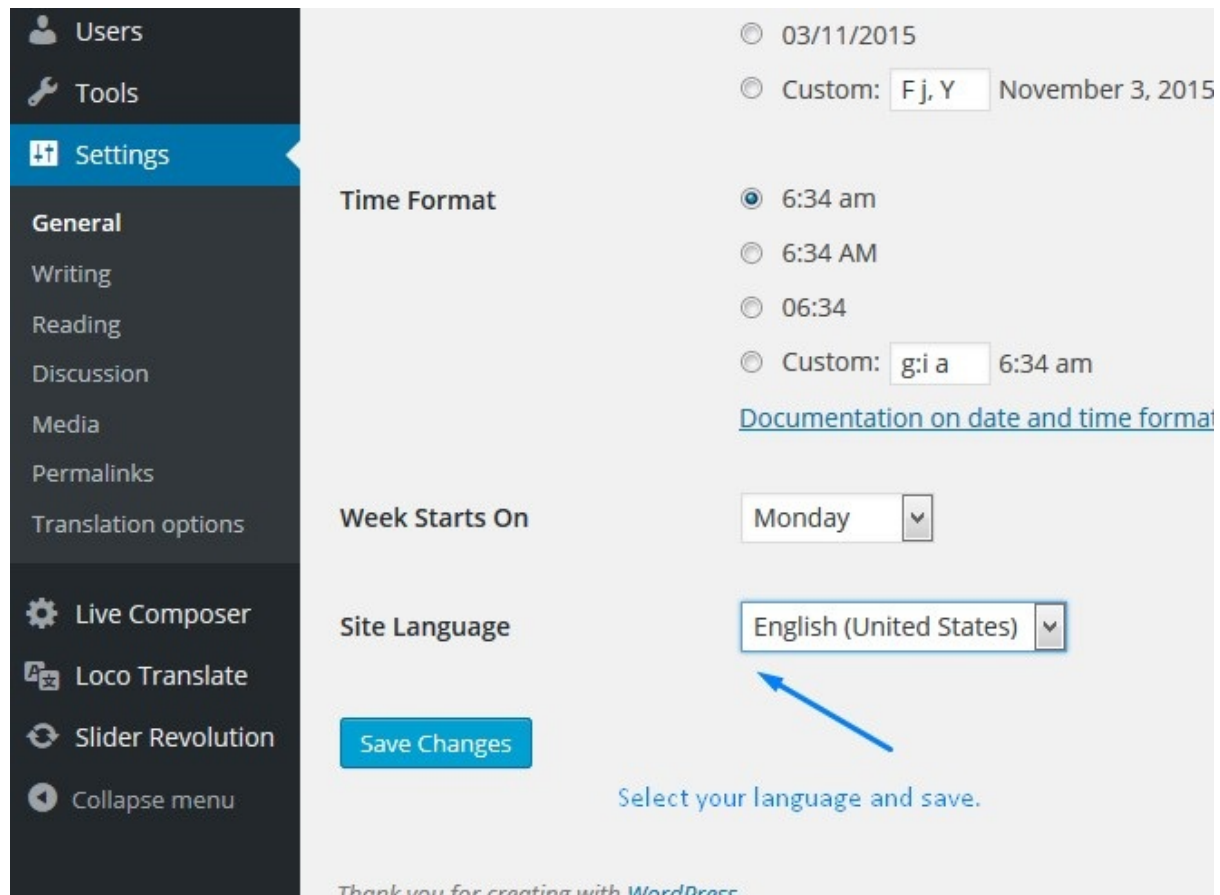 Users
Tools
Settings
General
Writing
Reading
Discussion
Media
Permalinks
Translation options
Live Composer
Loco Translate
Slider Revolution
Collapse menu
03/11/2015
Custom: F j, Y November 3, 2015
Time Format
6:34 am
6:34 AM
06:34
Custom: g:i a 6:34 am
Documentation on date and time format
Week Starts On Monday
Site Language English (United States)
Save Changes
Select your language and save.
Thank you for creating with WordPress